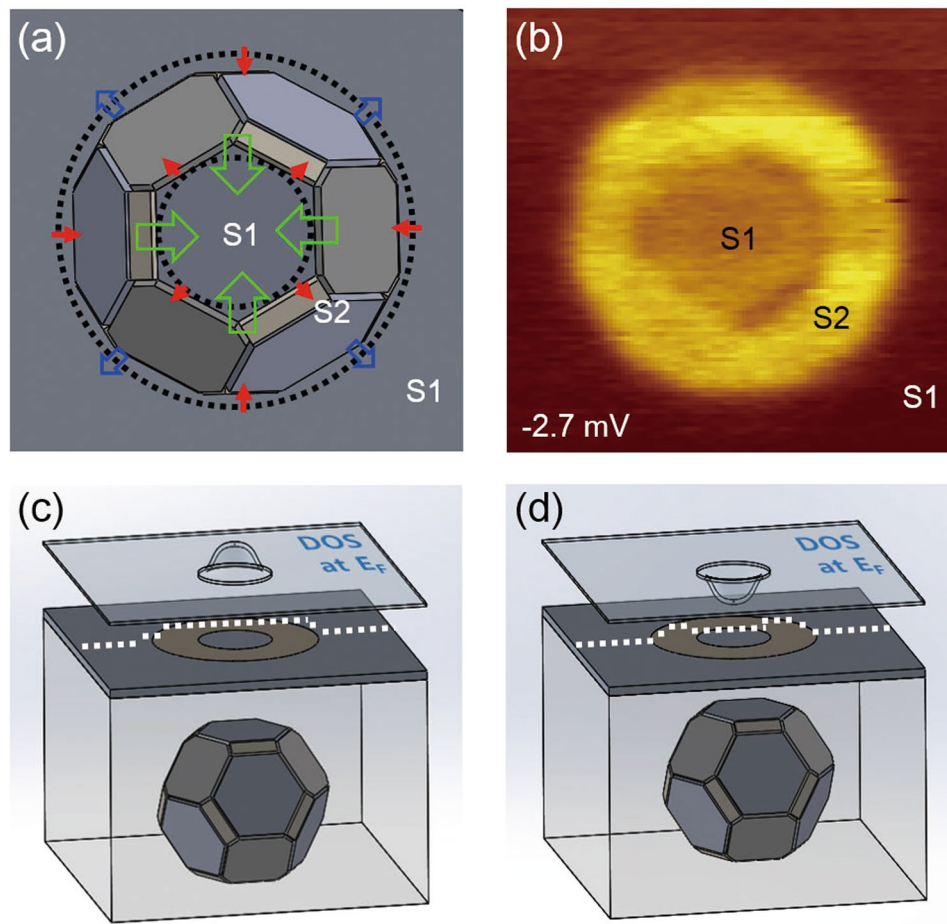 (a)
S1
S2
S1
(b)
S1
S2
S1
-2.7 mV
(c)
DOS
at EF
(d)
DOS
at EF